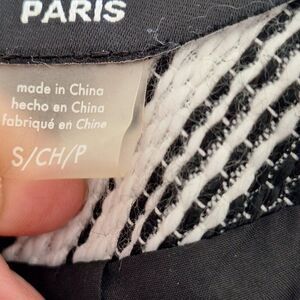 PARIS
made in China
hecho en China
fabriqué en Chine
S/CH/P